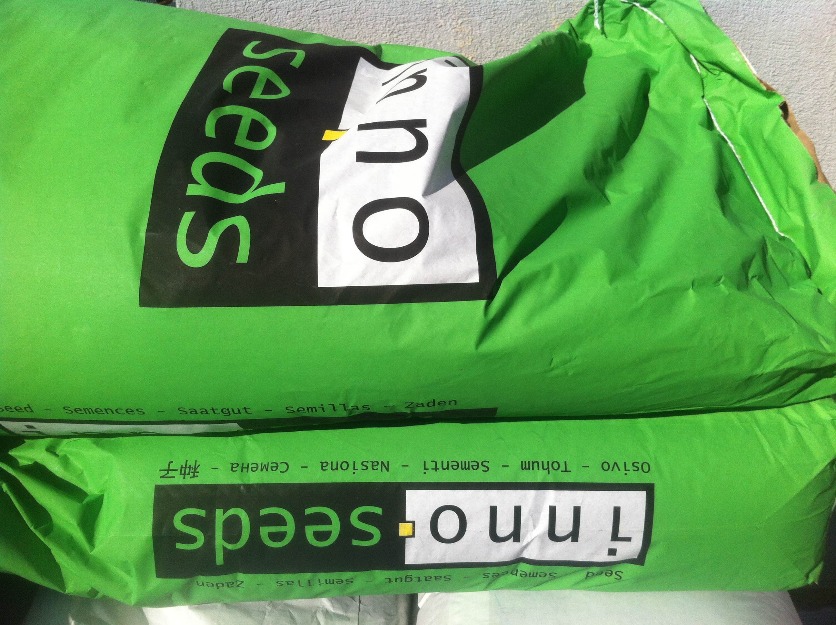 inno
seeds
Seed - Semences - Saatgut - Semillas - Zaden
Seed - Semences - Saatgut - Semillas - Zaden
inno seeds
Osivo - Tohum - Sementi - Nasiona - Семена - 种子